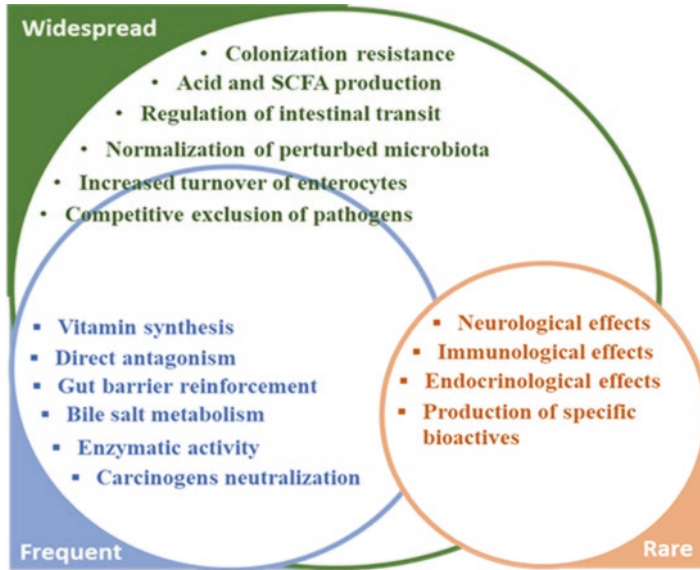 Widespread
• Colonization resistance
• Acid and SCFA production
• Regulation of intestinal transit
• Normalization of perturbed microbiota
• Increased turnover of enterocytes
• Competitive exclusion of pathogens
▪ Vitamin synthesis
▪ Direct antagonism
▪ Gut barrier reinforcement
▪ Bile salt metabolism
▪ Enzymatic activity
▪ Carcinogens neutralization
Frequent
▪ Neurological effects
▪ Immunological effects
▪ Endocrinological effects
▪ Production of specific
bioactives
Rare